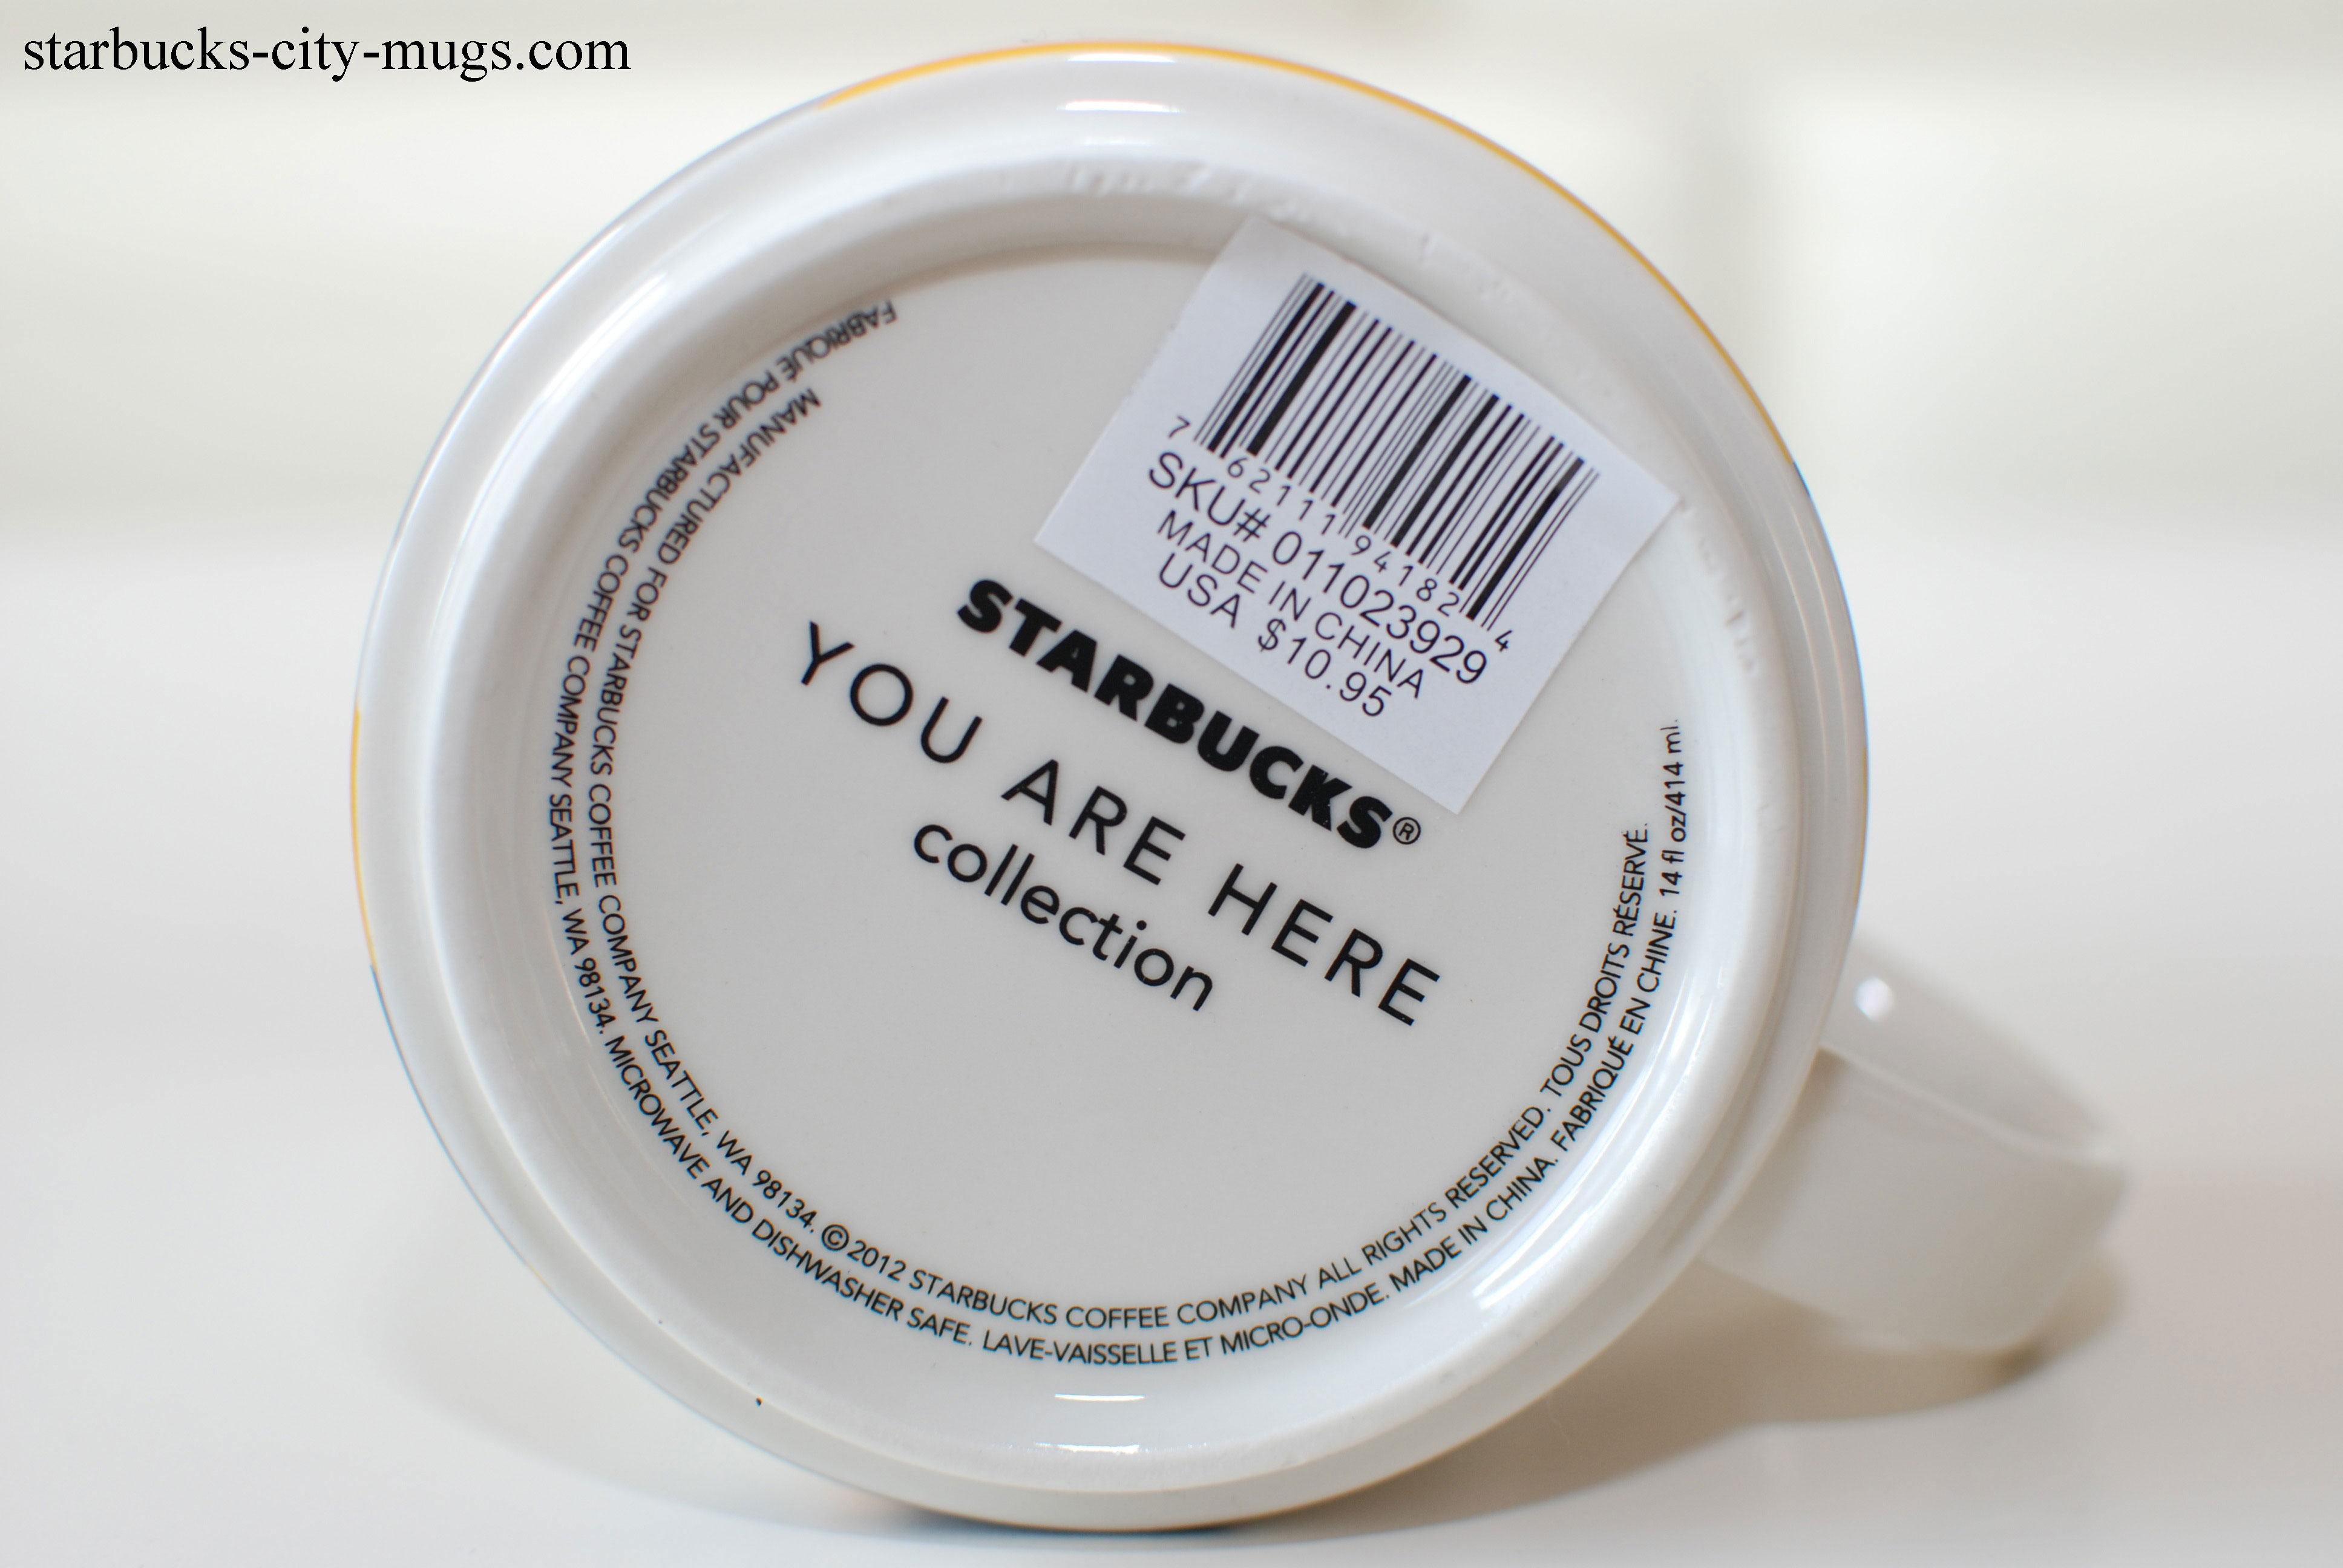 starbucks-city-mugs.com
7 62111 94182 4
SKU# 011023929
MADE IN CHINA
USA $10.95
STARBUCKS®
YOU ARE HERE
collection
MANUFACTURED FOR STARBUCKS COFFEE COMPANY SEATTLE, WA 98134. ©2012 STARBUCKS COFFEE COMPANY ALL RIGHTS RESERVED. TOUS DROITS RÉSERVÉ.
FABRIQUÉ POUR STARBUCKS COFFEE COMPANY SEATTLE, WA 98134. MICROWAVE AND DISHWASHER SAFE. LAVE-VAISSELLE ET MICRO-ONDE. MADE IN CHINA. FABRIQUÉ EN CHINE. 14 fl oz/414 ml.